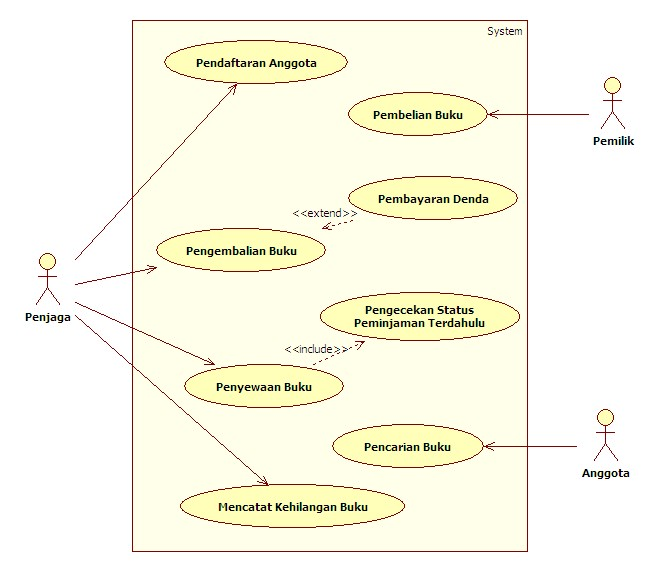 System
Pendaftaran Anggota
Pembelian Buku
Pemilik
Pembayaran Denda
<<extend>>
Pengembalian Buku
Penjaga
Pengecekan Status
Peminjaman Terdahulu
<<include>>
Penyewaan Buku
Pencarian Buku
Anggota
Mencatat Kehilangan Buku